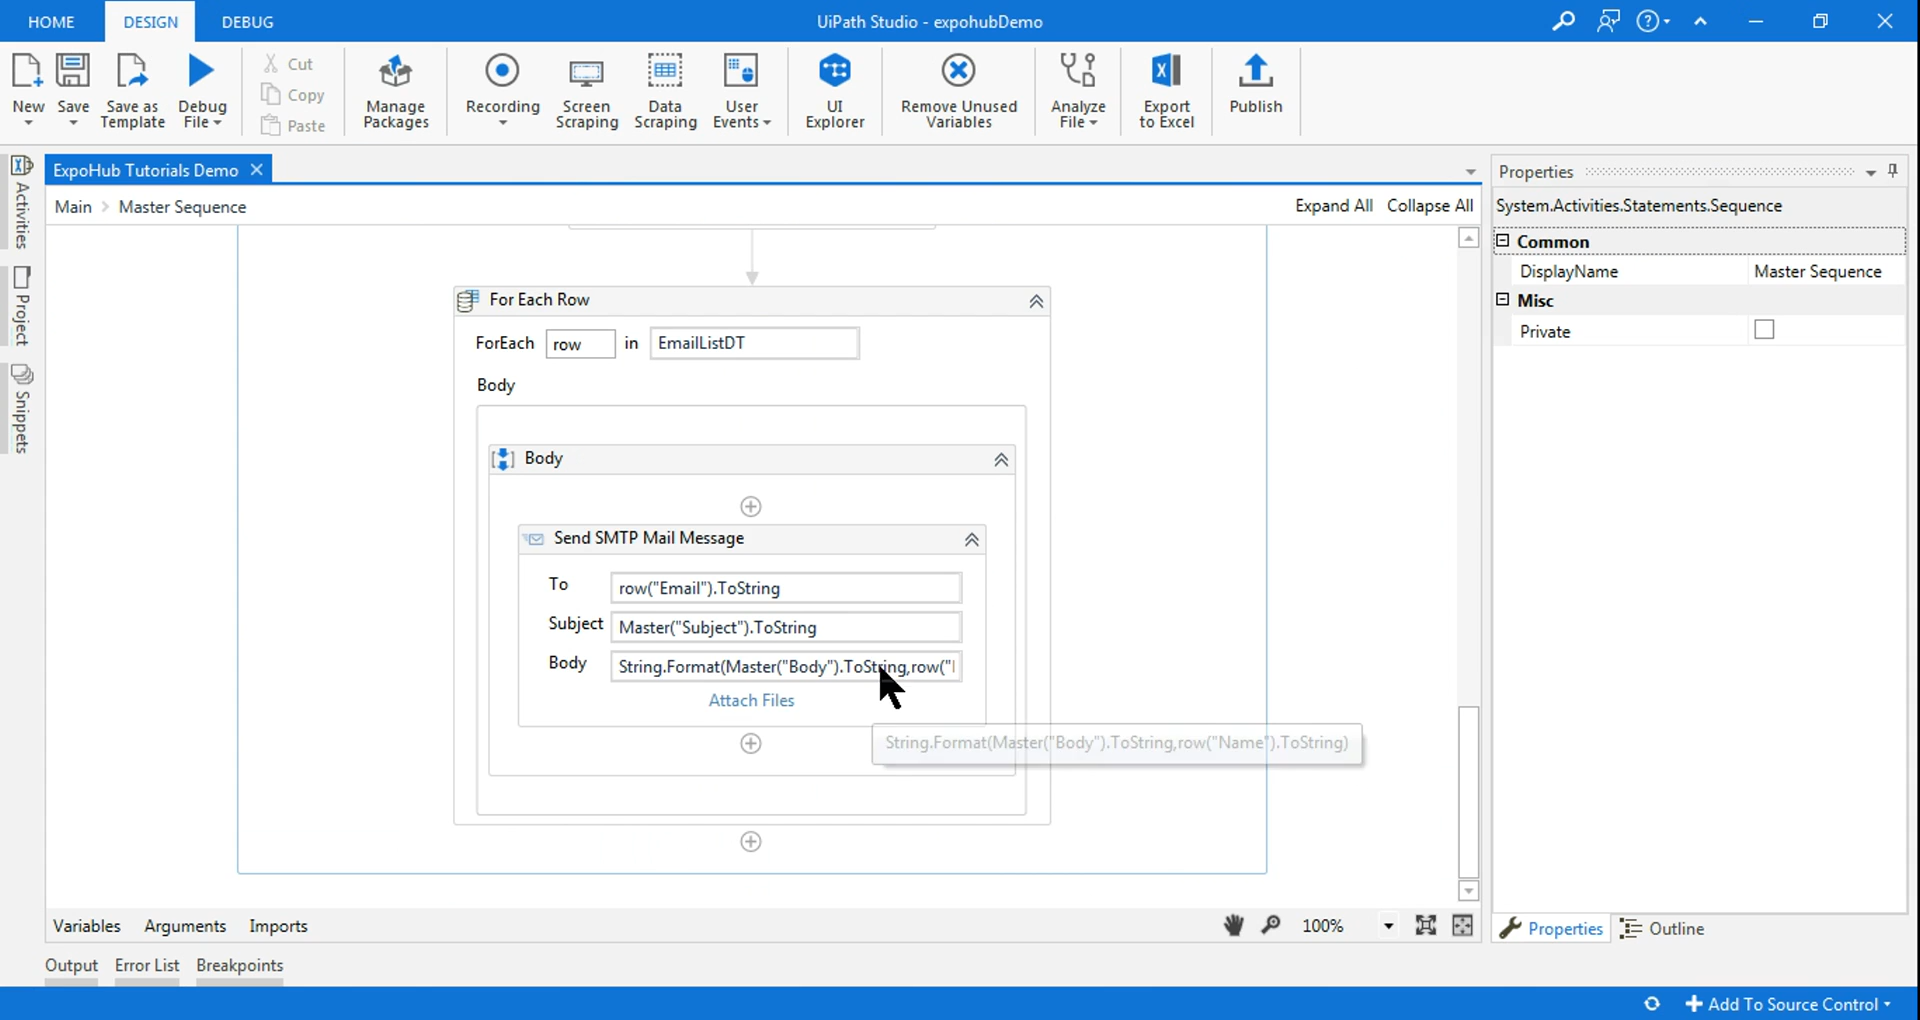 HOME DESIGN DEBUG UiPath Studio - expohubDemo
New Save Save as Template Debug File Cut Copy Paste Manage Packages Recording Screen Scraping Data Scraping User Events UI Explorer Remove Unused Variables Analyze File Export to Excel Publish
Activities
Project
Snippets
ExpoHub Tutorials Demo
Main > Master Sequence Expand All Collapse All
For Each Row
ForEach row in EmailListDT
Body
Body
Send SMTP Mail Message
To row("Email").ToString
Subject Master("Subject").ToString
Body String.Format(Master("Body").ToString,row("
Attach Files
String.Format(Master("Body").ToString,row("Name").ToString)
Properties
System.Activities.Statements.Sequence
Common
DisplayName Master Sequence
Misc
Private
Variables Arguments Imports 100%
Properties Outline
Output Error List Breakpoints
Add To Source Control